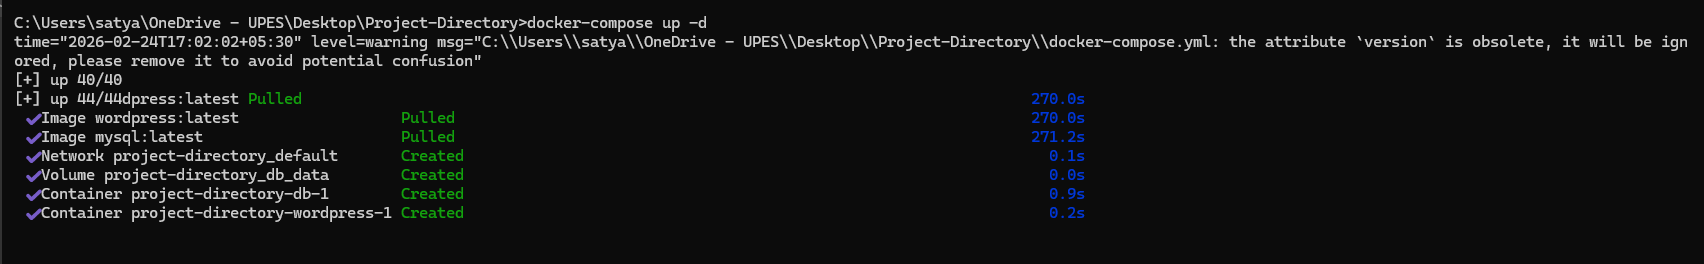 C:\Users\satya\OneDrive - UPES\Desktop\Project-Directory>docker-compose up -d
time="2026-02-24T17:02:02+05:30" level=warning msg="C:\\Users\\satya\\OneDrive - UPES\\Desktop\\Project-Directory\\docker-compose.yml: the attribute `version` is obsolete, it will be ign
ored, please remove it to avoid potential confusion"
[+] up 40/40
[+] up 44/44dpress:latest Pulled 270.0s
✔Image wordpress:latest Pulled 270.0s
✔Image mysql:latest Pulled 271.2s
✔Network project-directory_default Created 0.1s
✔Volume project-directory_db_data Created 0.0s
✔Container project-directory-db-1 Created 0.9s
✔Container project-directory-wordpress-1 Created 0.2s